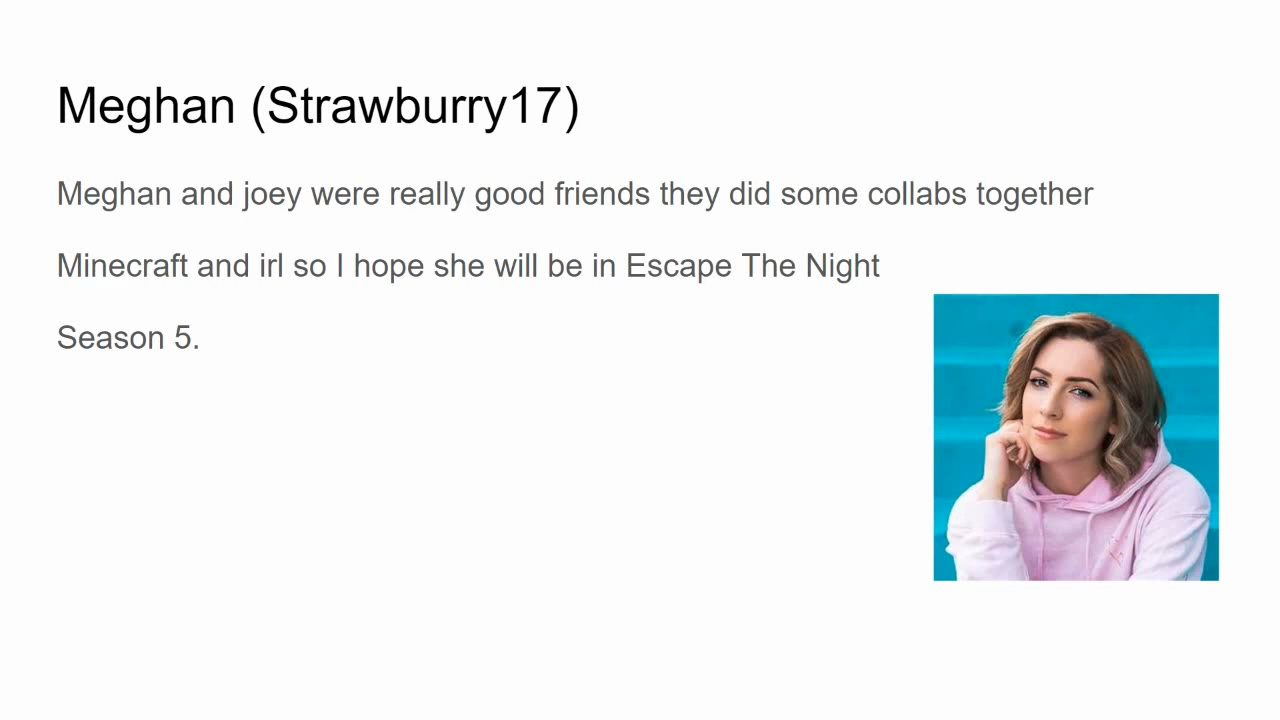 Meghan (Strawburry17)
Meghan and joey were really good friends they did some collabs together
Minecraft and irl so I hope she will be in Escape The Night
Season 5.